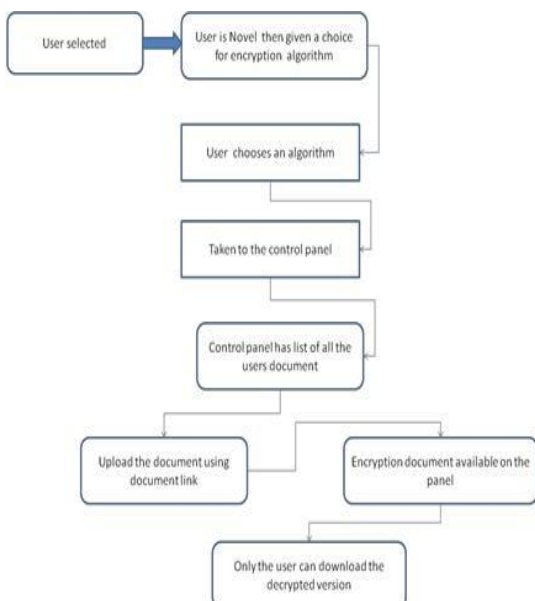 User selected
User is Novel then given a choice
for encryption algorithm
User chooses an algorithm
Taken to the control panel
Control panel has list of all the
users document
Upload the document using
document link
Encryption document available on the
panel
Only the user can download the
decrypted version